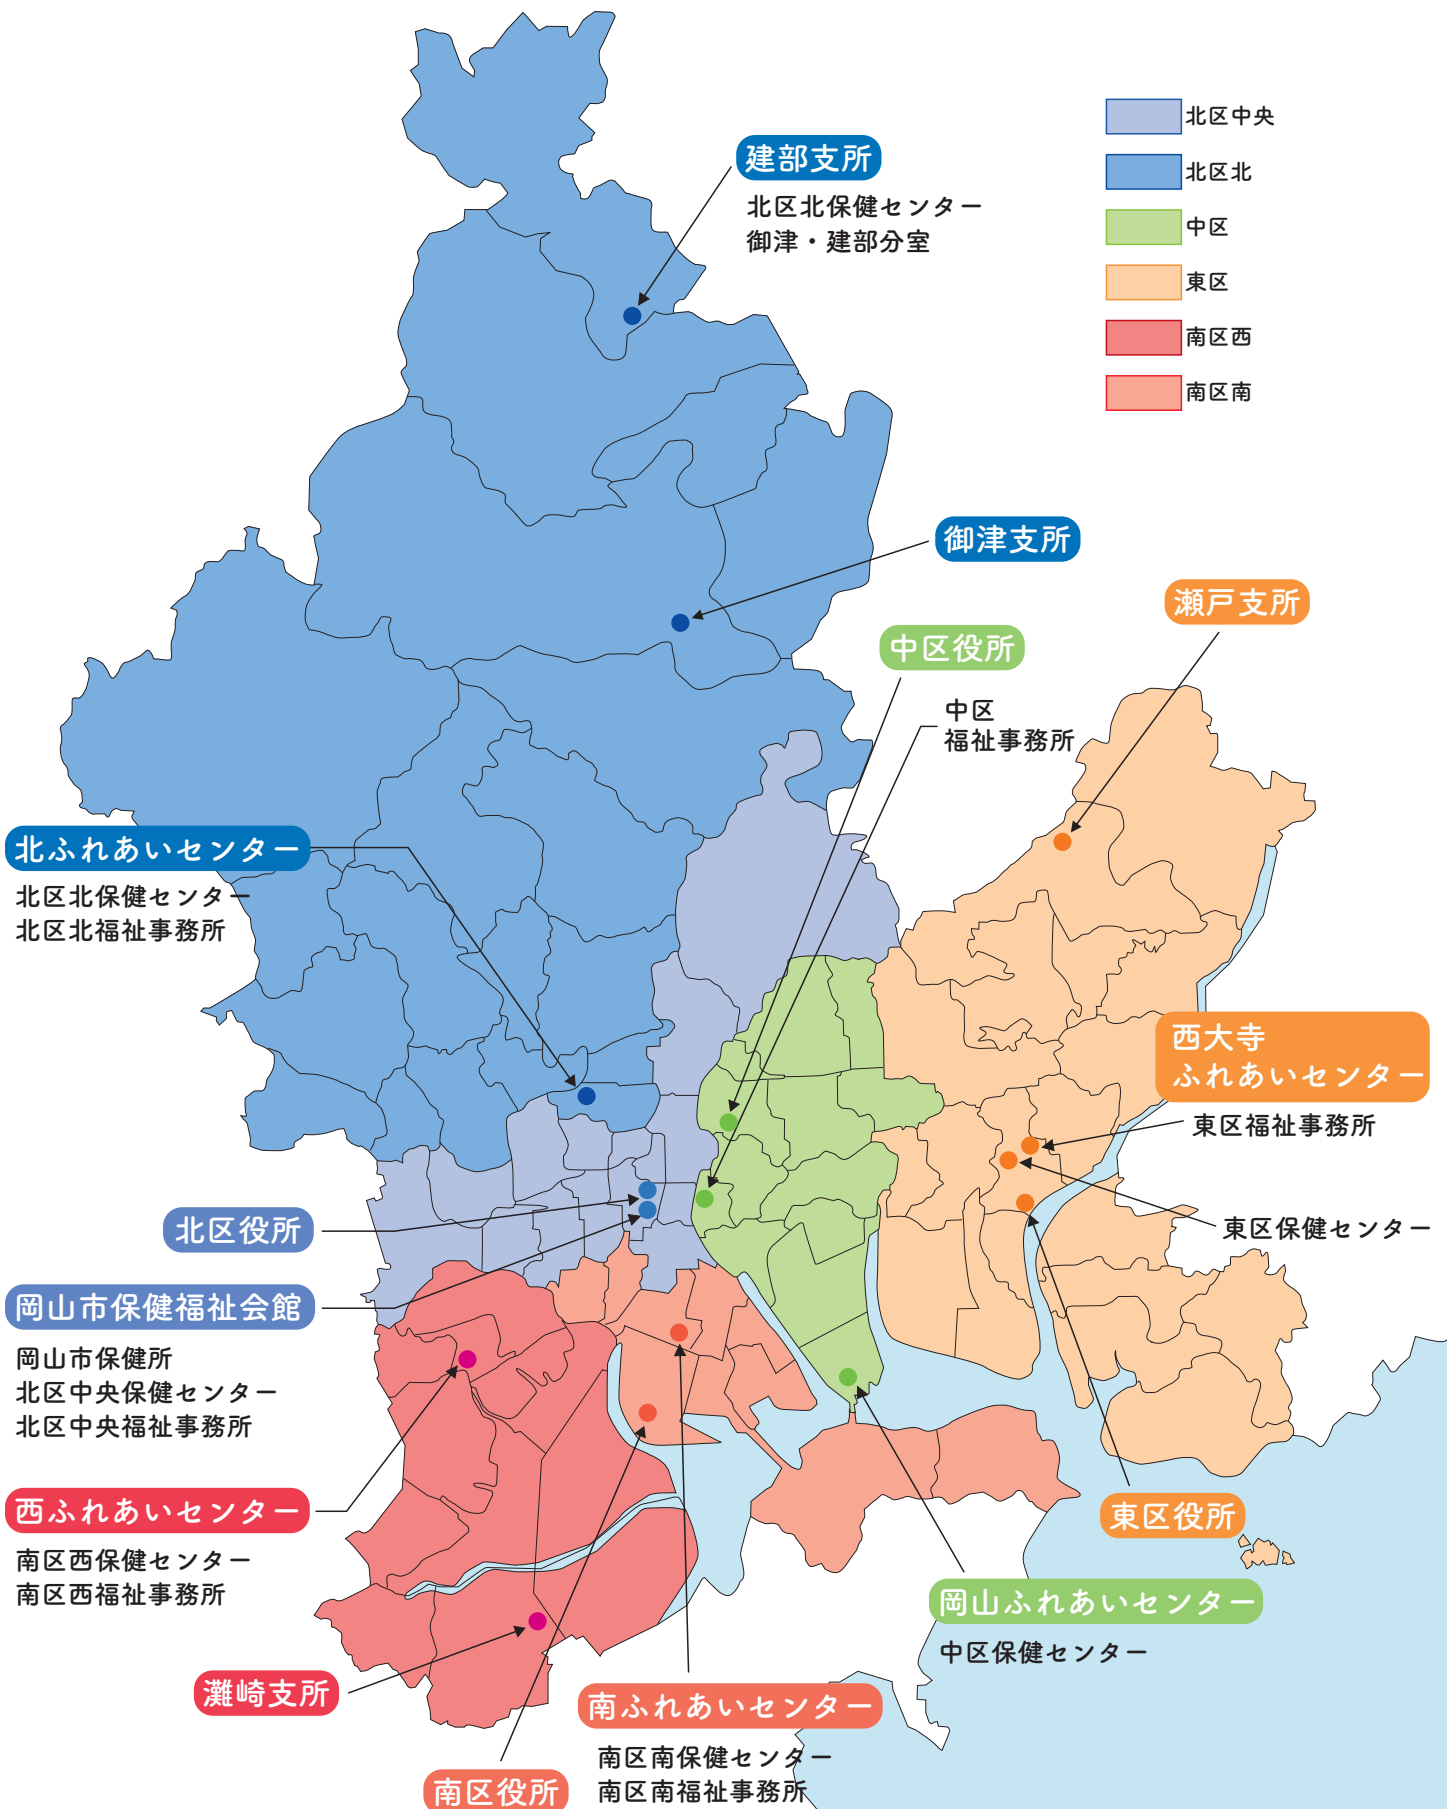 北区中央
北区北
中区
東区
南区西
南区南
建部支所
北区北保健センター
御津・建部分室
御津支所
瀬戸支所
中区役所
中区
福祉事務所
北ふれあいセンター
北区北保健センター
北区北福祉事務所
西大寺
ふれあいセンター
東区福祉事務所
東区保健センター
北区役所
岡山市保健福祉会館
岡山市保健所
北区中央保健センター
北区中央福祉事務所
西ふれあいセンター
南区西保健センター
南区西福祉事務所
東区役所
岡山ふれあいセンター
中区保健センター
灘崎支所
南ふれあいセンター
南区南保健センター
南区南福祉事務所
南区役所